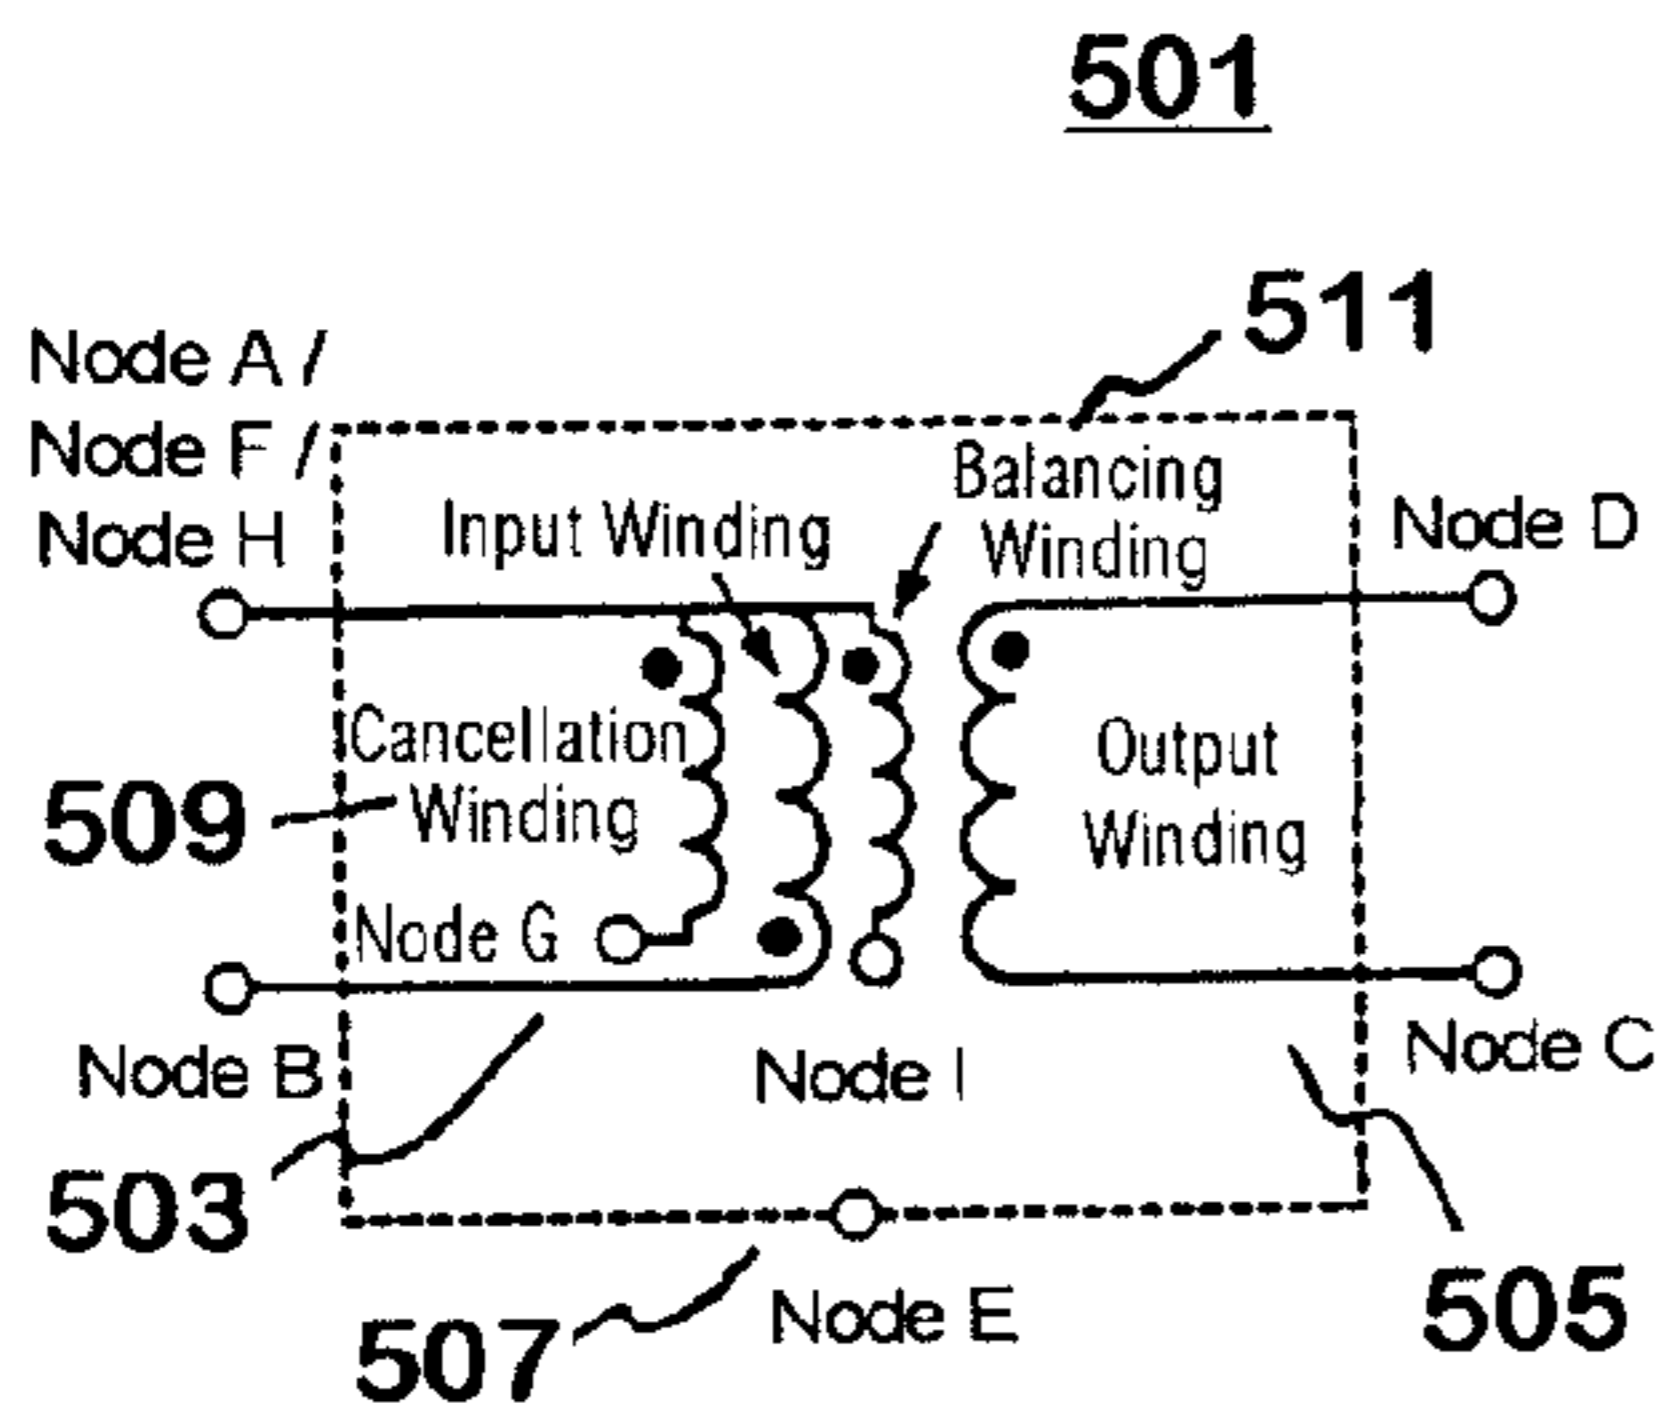 501
511
Node A /
Node F /
Node H
Input Winding
Balancing
Winding
Node D
Cancellation
Winding
509
Output
Winding
Node G
Node B
Node I
Node C
503
507
Node E
505